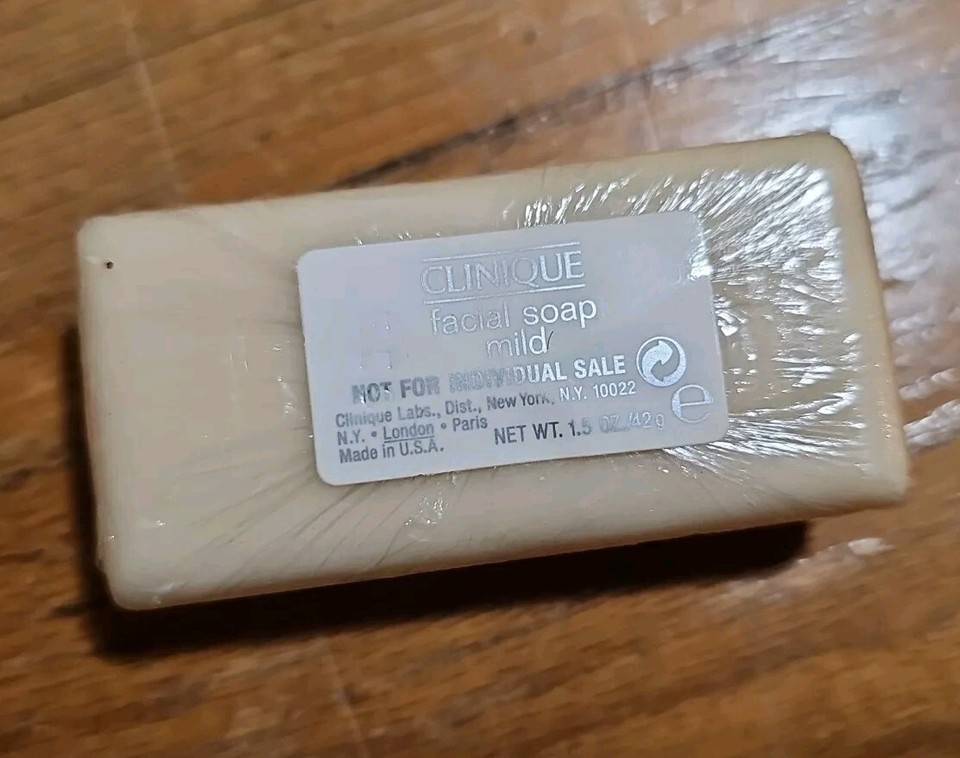 CLINIQUE
facial soap
mild
NOT FOR INDIVIDUAL SALE
Clinique Labs., Dist., New York, N.Y. 10022
N.Y. • London • Paris
Made in U.S.A.
NET WT. 1.5 OZ./42 g
e